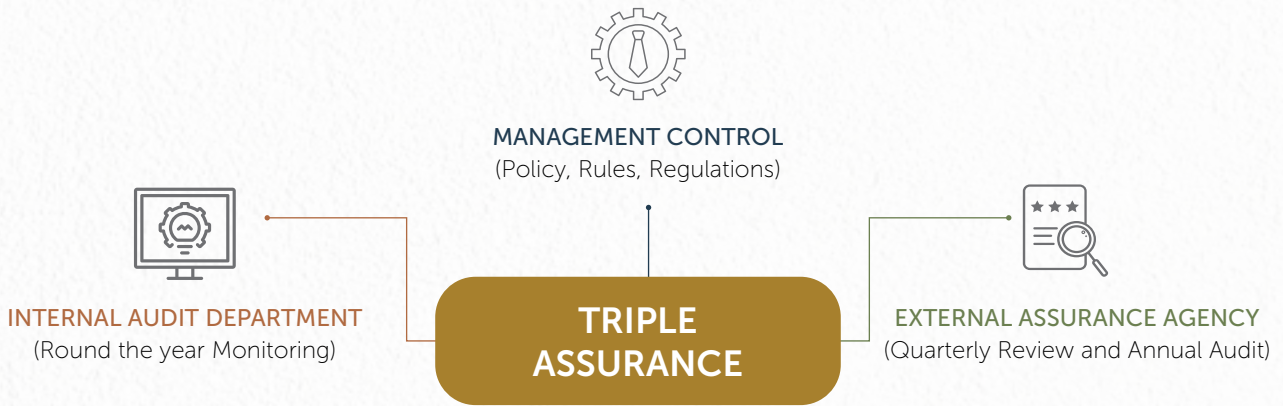 MANAGEMENT CONTROL
(Policy, Rules, Regulations)
INTERNAL AUDIT DEPARTMENT
(Round the year Monitoring)
TRIPLE
ASSURANCE
EXTERNAL ASSURANCE AGENCY
(Quarterly Review and Annual Audit)